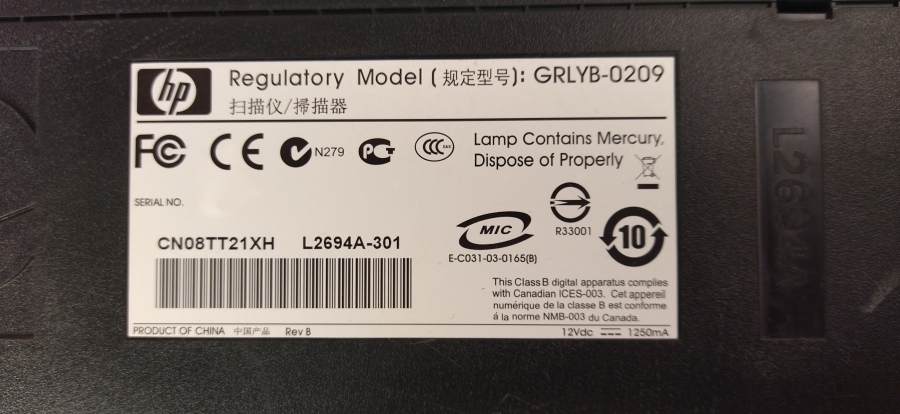 hp
Regulatory Model ( 规定型号): GRLYB-0209
扫描仪/掃描器
FC CE N279 PCT CCC S&E
Lamp Contains Mercury,
Dispose of Properly
SERIAL NO.
CN08TT21XH L2694A-301
MIC
E-C031-03-0165(B)
R33001
10
This Class B digital apparatus complies
with Canadian ICES-003. Cet appareil
numérique de la classe B est conforme
á la norme NMB-003 du Canada.
PRODUCT OF CHINA 中国产品 Rev B
12Vdc 1250mA
L2694A